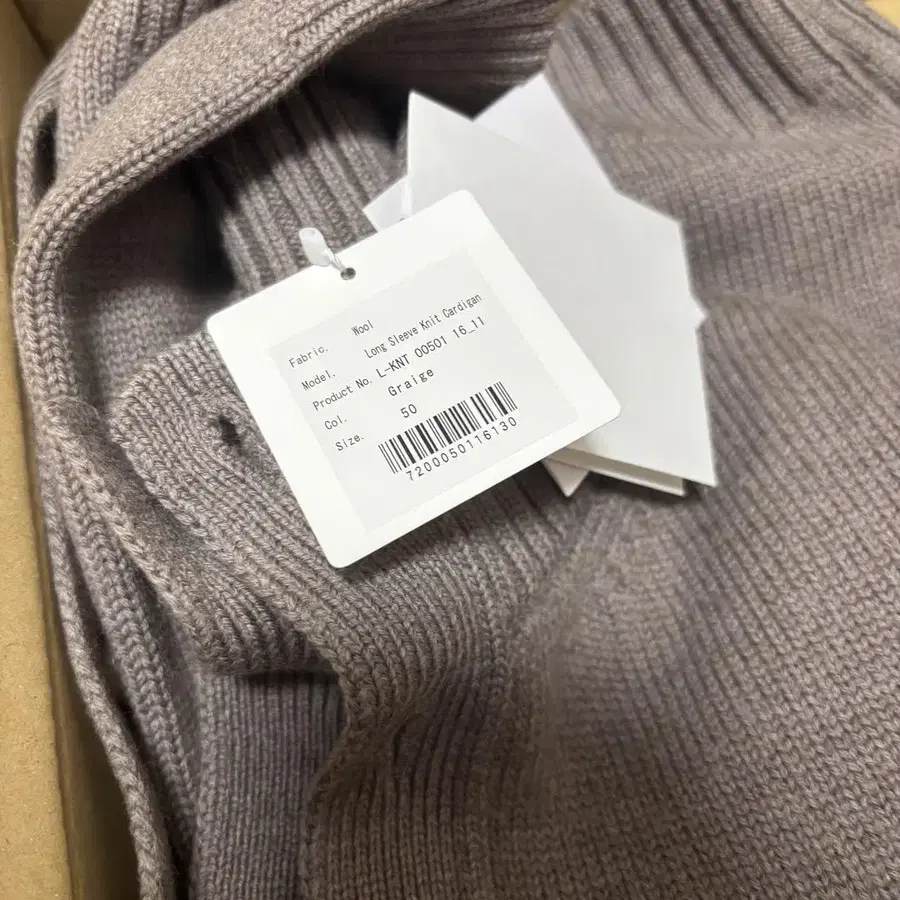 Fabric. Wool
Model. Long Sleeve Knit Cardigan
Product No. L-KNT 00501 16_11
Col. Graige
Size. 50
7200050116130